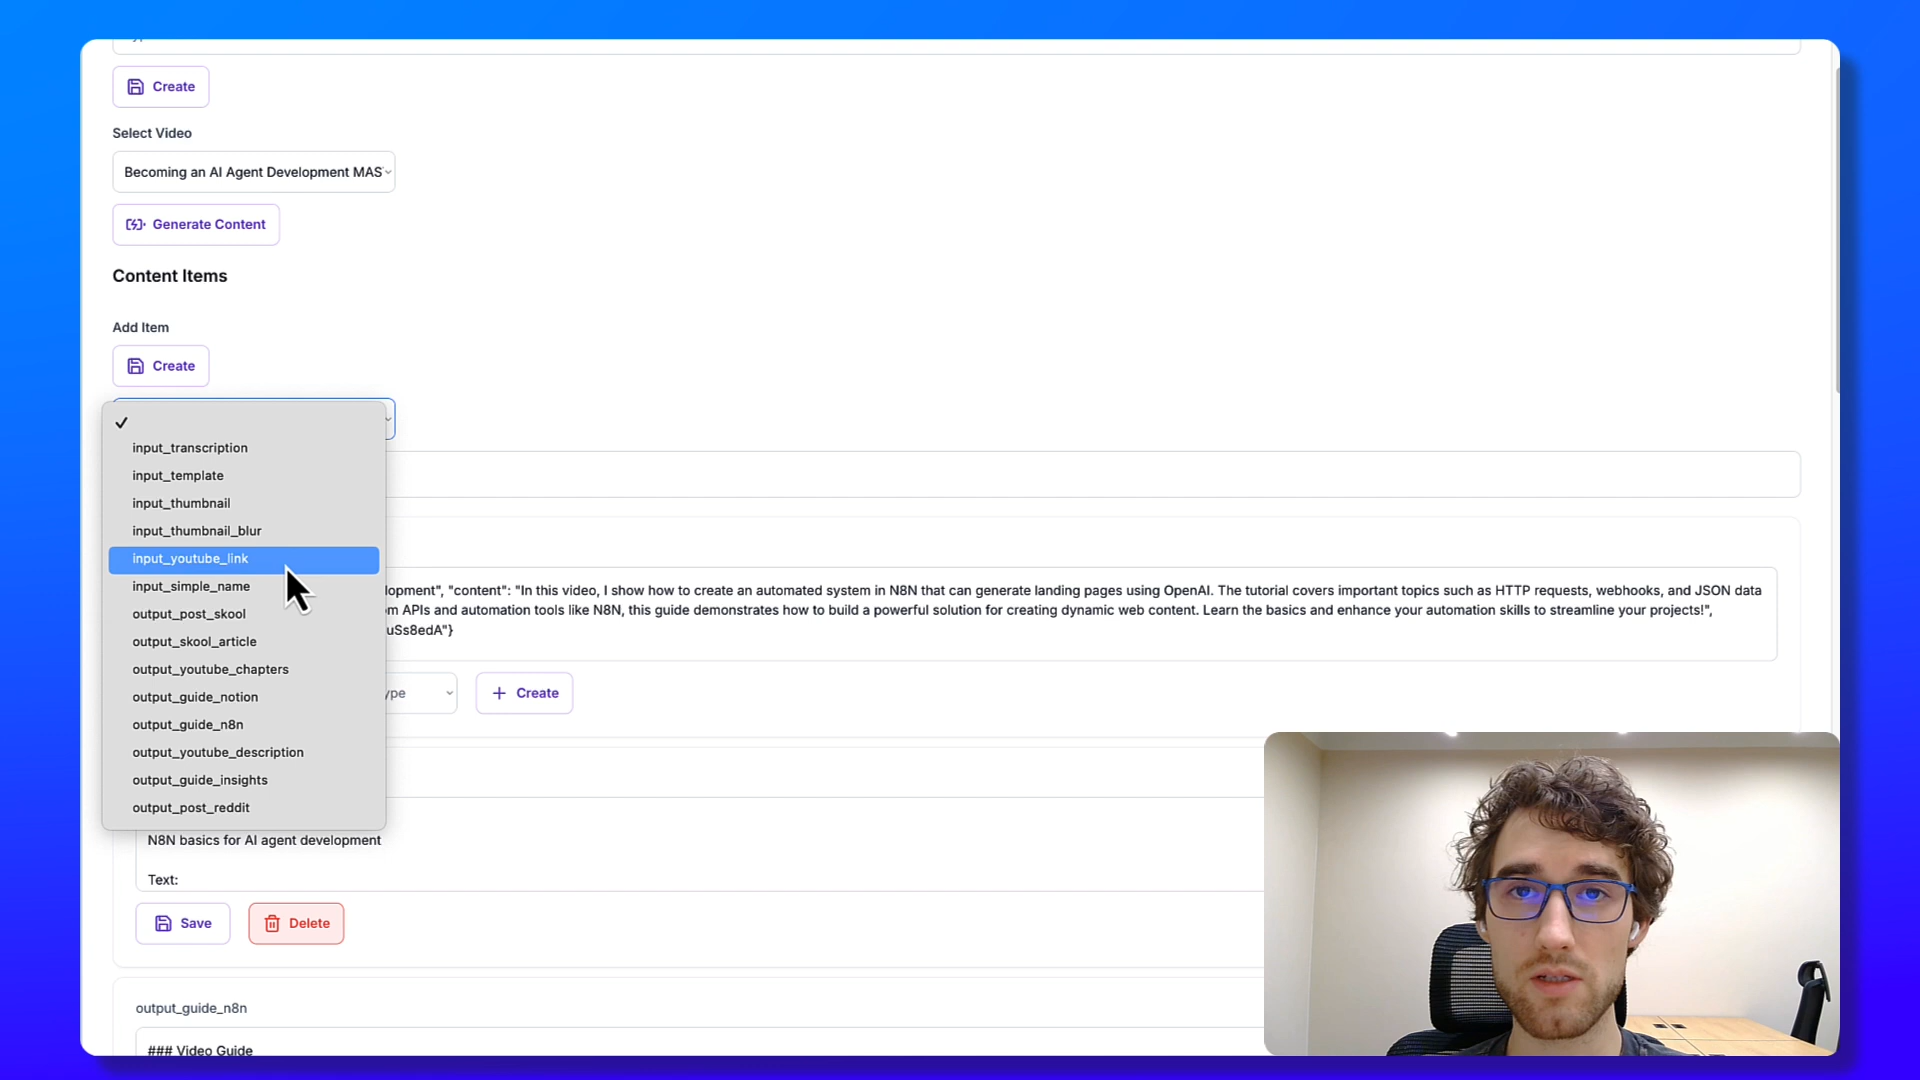 Create
Select Video
Becoming an AI Agent Development MAS
Generate Content
Content Items
Add Item
Create
input_transcription
input_template
input_thumbnail
input_thumbnail_blur
input_youtube_link
input_simple_name
output_post_skool
output_skool_article
output_youtube_chapters
output_guide_notion
output_guide_n8n
output_youtube_description
output_guide_insights
output_post_reddit
lopment", "content": "In this video, I show how to create an automated system in N8N that can generate landing pages using OpenAI. The tutorial covers important topics such as HTTP requests, webhooks, and JSON data
m APIs and automation tools like N8N, this guide demonstrates how to build a powerful solution for creating dynamic web content. Learn the basics and enhance your automation skills to streamline your projects!",
uSs8edA"}
ype
Create
N8N basics for AI agent development
Text:
Save
Delete
output_guide_n8n
### Video Guide